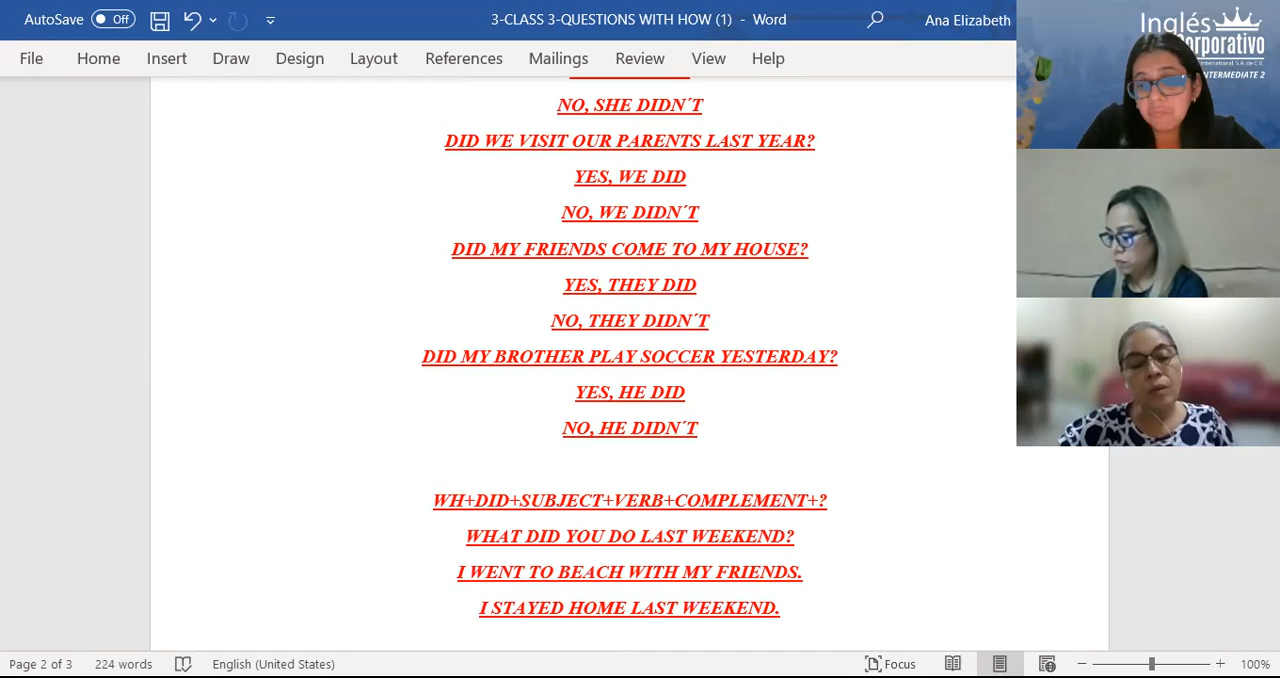 AutoSave Off 3-CLASS 3-QUESTIONS WITH HOW (1) - Word Ana Elizabeth
File Home Insert Draw Design Layout References Mailings Review View Help
Inglés
Corporativo
International, S.A. de C.V.
INTERMEDIATE 2
NO, SHE DIDN´T
DID WE VISIT OUR PARENTS LAST YEAR?
YES, WE DID
NO, WE DIDN´T
DID MY FRIENDS COME TO MY HOUSE?
YES, THEY DID
NO, THEY DIDN´T
DID MY BROTHER PLAY SOCCER YESTERDAY?
YES, HE DID
NO, HE DIDN´T
WH+DID+SUBJECT+VERB+COMPLEMENT+?
WHAT DID YOU DO LAST WEEKEND?
I WENT TO BEACH WITH MY FRIENDS.
I STAYED HOME LAST WEEKEND.
Page 2 of 3 224 words English (United States) Focus 100%